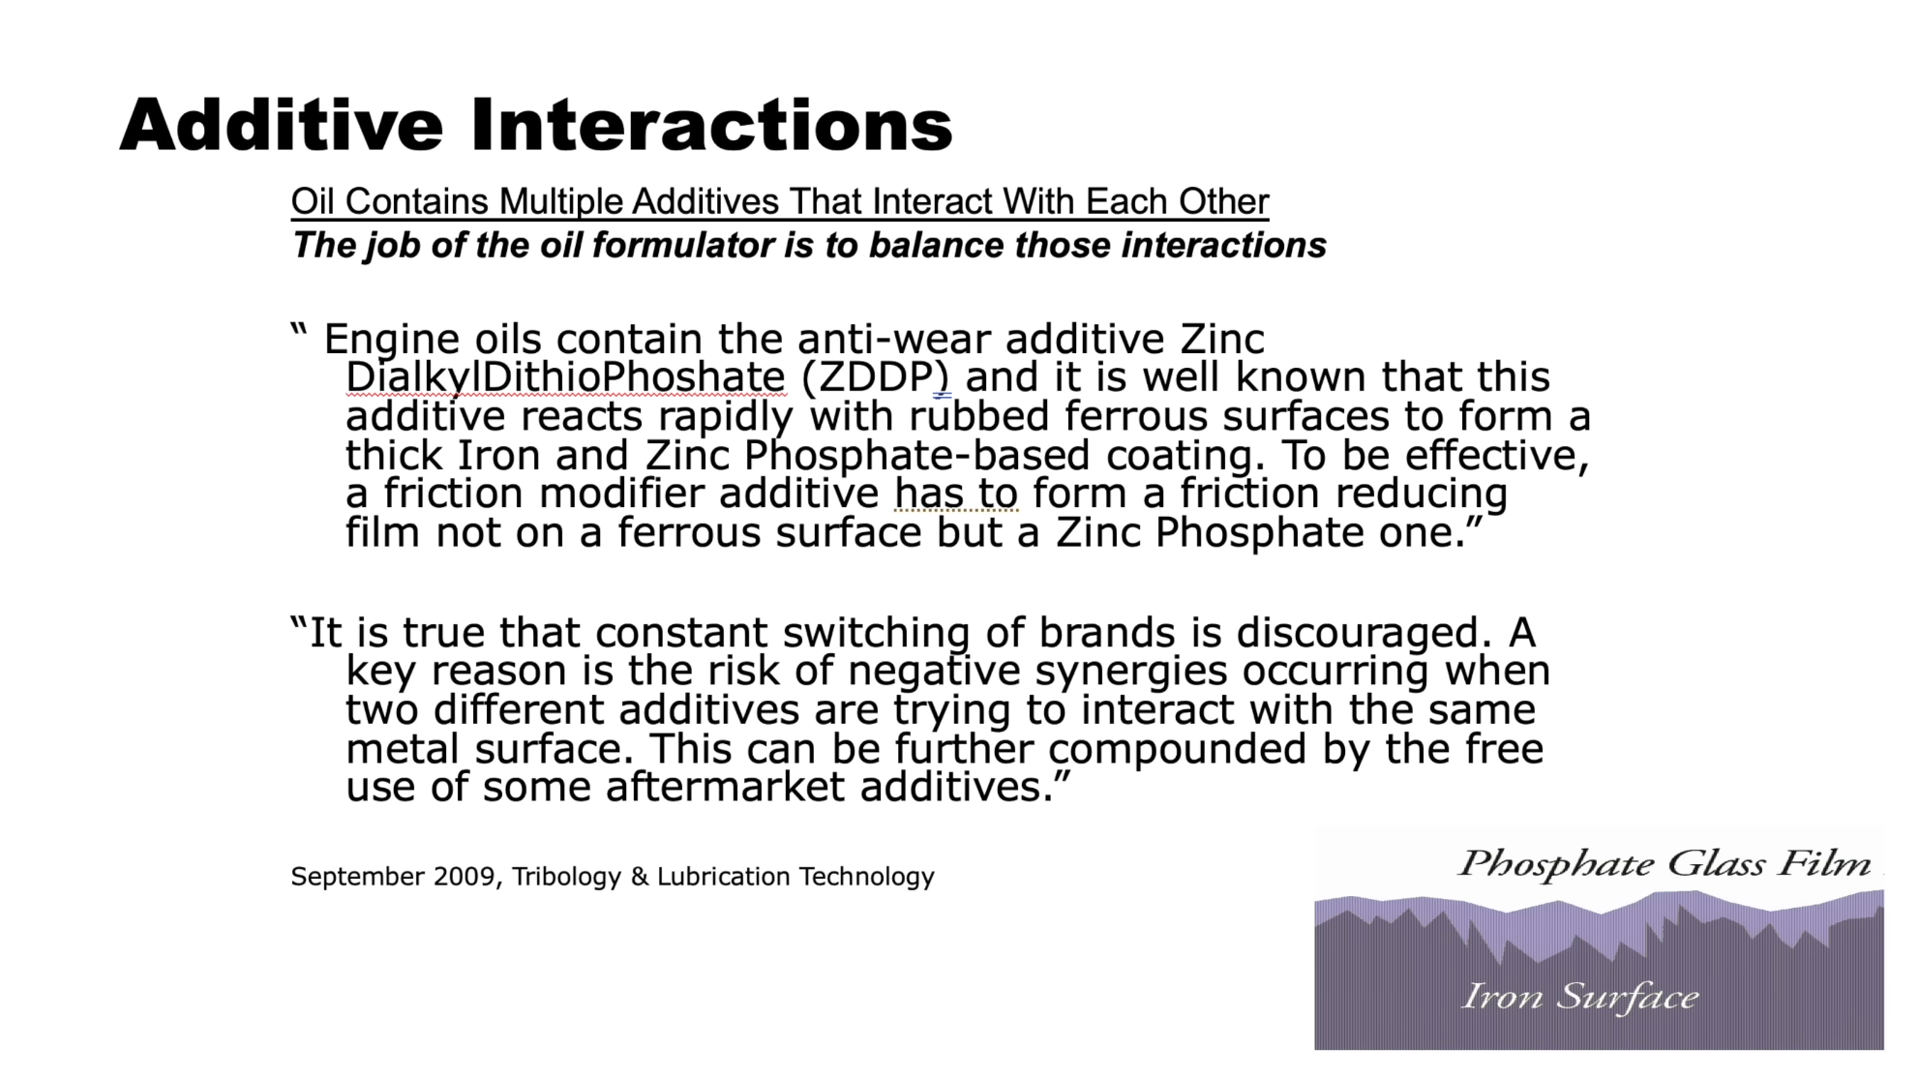 Additive Interactions
Oil Contains Multiple Additives That Interact With Each Other
The job of the oil formulator is to balance those interactions
“ Engine oils contain the anti-wear additive Zinc
DialkylDithioPhoshate (ZDDP) and it is well known that this
additive reacts rapidly with rubbed ferrous surfaces to form a
thick Iron and Zinc Phosphate-based coating. To be effective,
a friction modifier additive has to form a friction reducing
film not on a ferrous surface but a Zinc Phosphate one.”
“It is true that constant switching of brands is discouraged. A
key reason is the risk of negative synergies occurring when
two different additives are trying to interact with the same
metal surface. This can be further compounded by the free
use of some aftermarket additives.”
September 2009, Tribology & Lubrication Technology
Phosphate Glass Film
Iron Surface